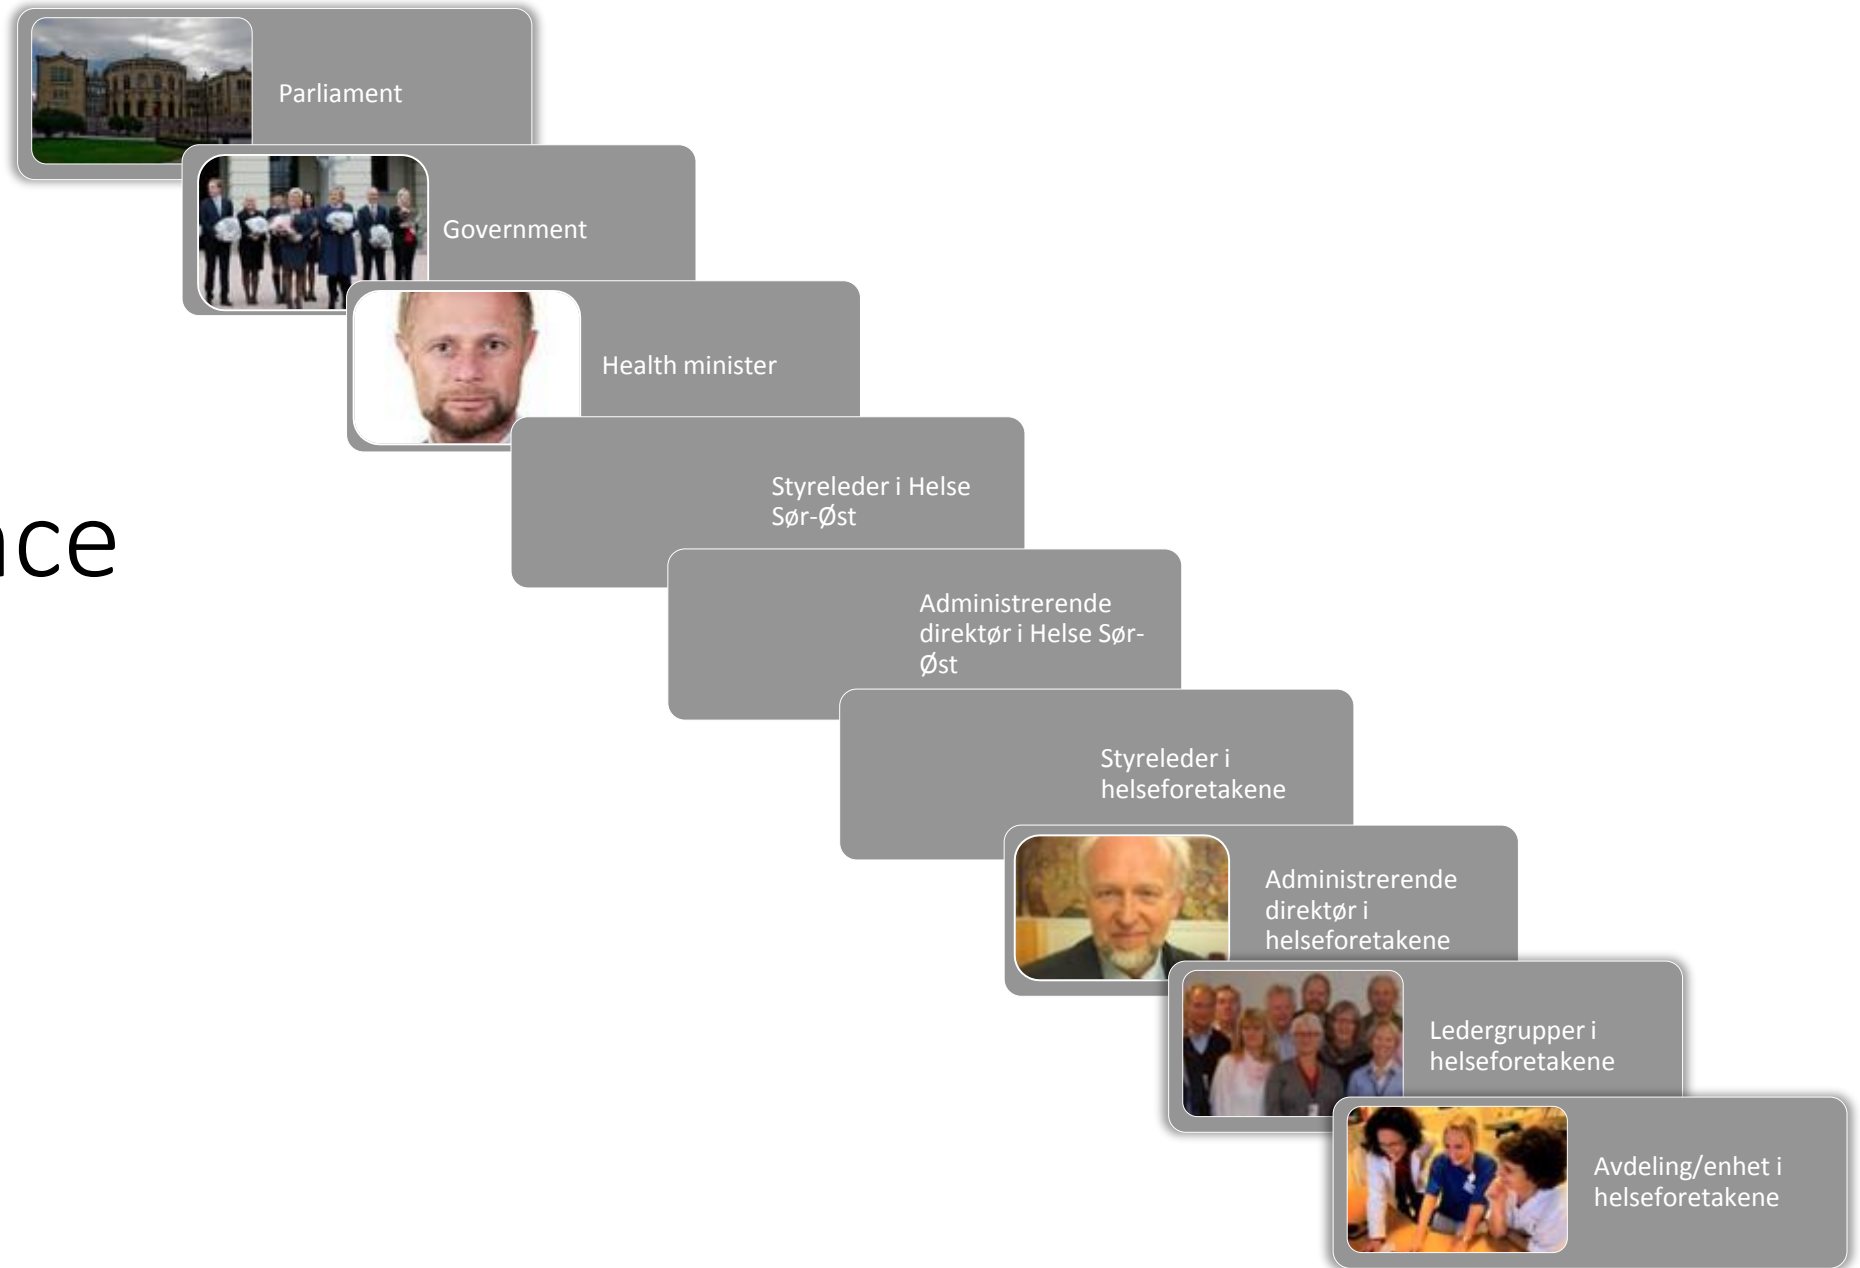 Parliament
Government
Health minister
Styreleder i Helse
Sør-Øst
nce
Administrerende
direktør i Helse Sør-
Øst
Styreleder i
helseforetakene
Administrerende
direktør i
helseforetakene
Ledergrupper i
helseforetakene
Avdeling/enhet i
helseforetakene